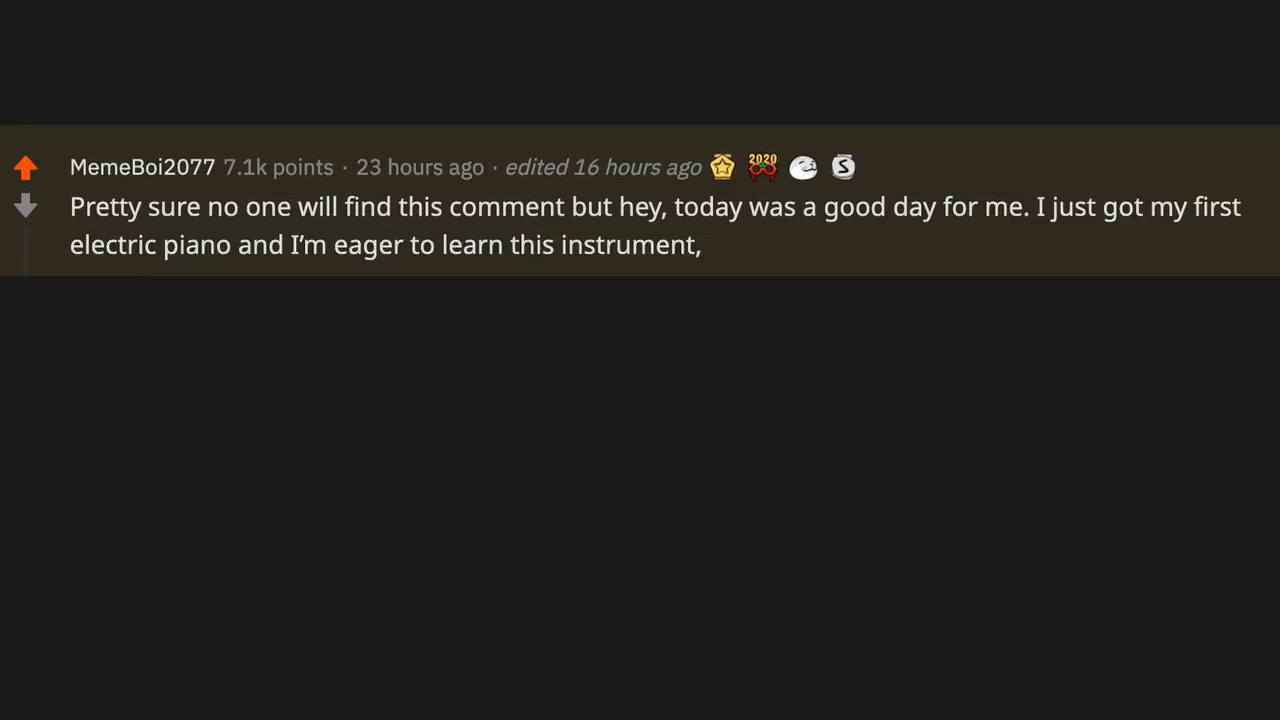 MemeBoi2077 7.1k points · 23 hours ago · edited 16 hours ago 2020 S
Pretty sure no one will find this comment but hey, today was a good day for me. I just got my first
electric piano and I’m eager to learn this instrument,